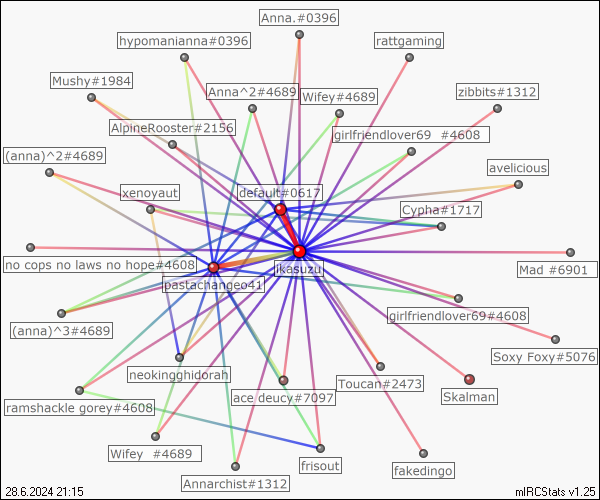 Anna.#0396
hypomanianna#0396
rattgaming
Mushy#1984
Anna^2#4689
Wifey#4689
zibbits#1312
AlpineRooster#2156
girlfriendlover69 #4608
(anna)^2#4689
avelicious
xenoyaut
default#0617
Cypha#1717
no cops no laws no hope#4608
jkasuzu
Mad #6901
pastachangeo41
(anna)^3#4689
girlfriendlover69#4608
Soxy Foxy#5076
neokingghidorah
Toucan#2473
ramshackle gorey#4608
ace deucy#7097
Skalman
Wifey #4689
frisout
fakedingo
Annarchist#1312
28.6.2024 21:15
mIRCStats v1.25